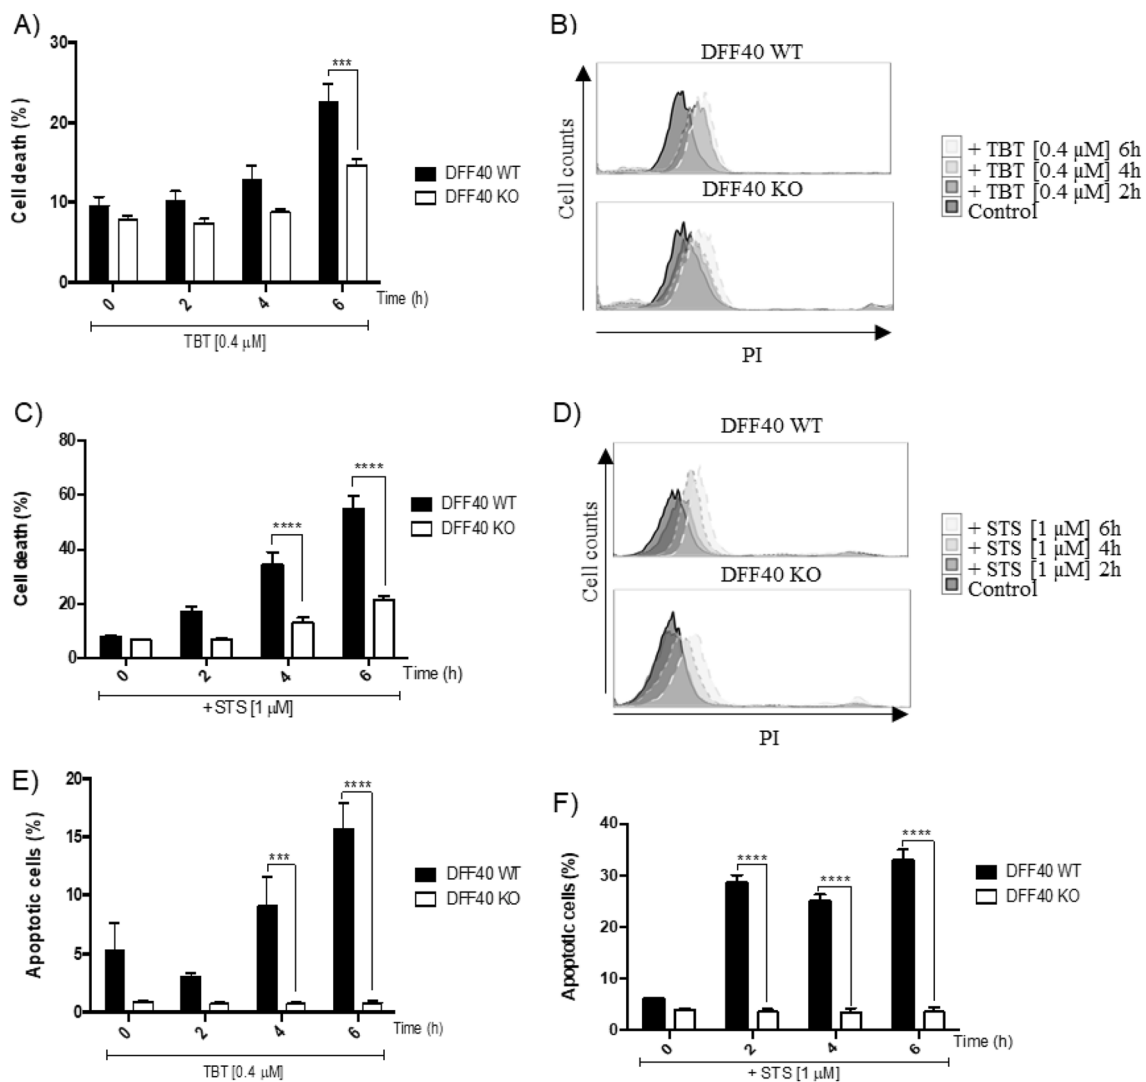 A)
30
20
10
0
Cell death (%)
***
DFF40 WT
DFF40 KO
0
2
4
6
Time (h)
TBT [0.4 µM]
B)
DFF40 WT
DFF40 KO
Cell counts
PI
+ TBT [0.4 µM] 6h
+ TBT [0.4 µM] 4h
+ TBT [0.4 µM] 2h
Control
C)
80
60
40
20
0
Cell death (%)
****
****
DFF40 WT
DFF40 KO
0
2
4
6
Time (h)
+STS [1 µM]
D)
DFF40 WT
DFF40 KO
Cell counts
PI
+ STS [1 µM] 6h
+ STS [1 µM] 4h
+ STS [1 µM] 2h
Control
E)
20
15
10
5
0
Apoptotic cells (%)
***
****
DFF40 WT
DFF40 KO
0
2
4
6
Time (h)
TBT [0.4 µM]
F)
40
30
20
10
0
Apoptotic cells (%)
****
****
****
DFF40 WT
DFF40 KO
0
2
4
6
Time (h)
+ STS [1 µM]